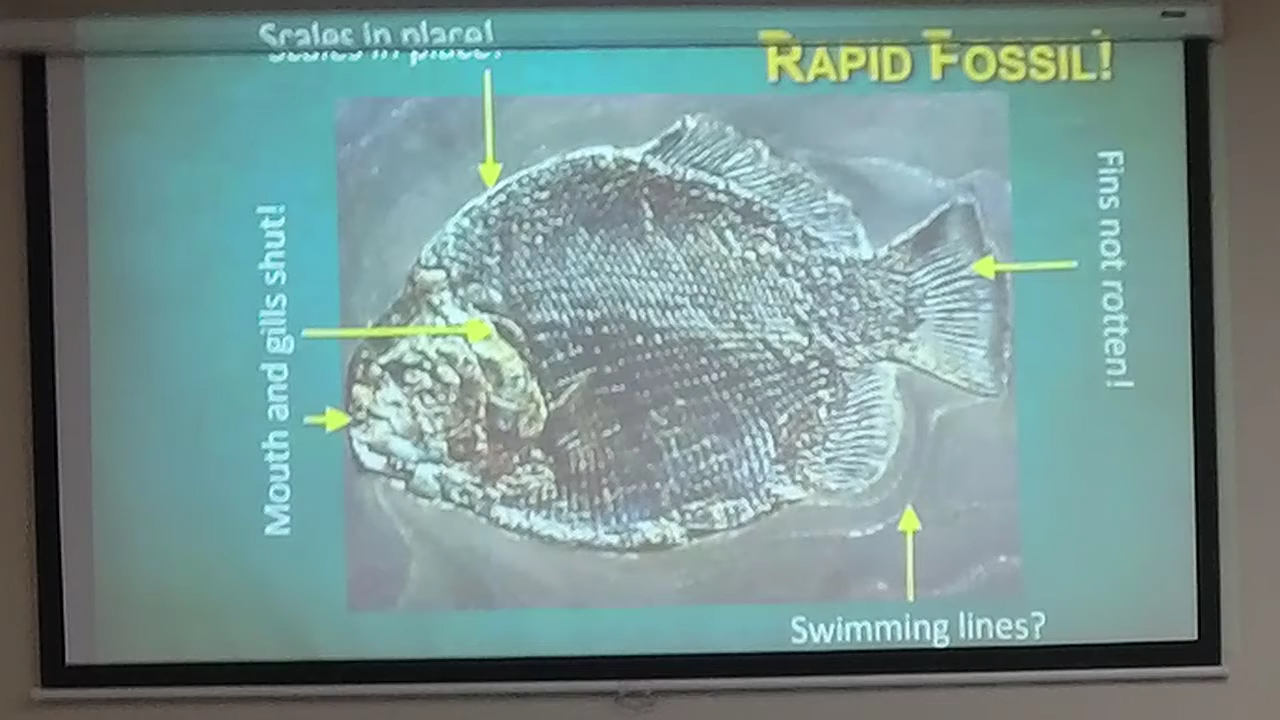 Scales in place!
RAPID FOSSIL!
Mouth and gills shut!
Fins not rotten!
Swimming lines?